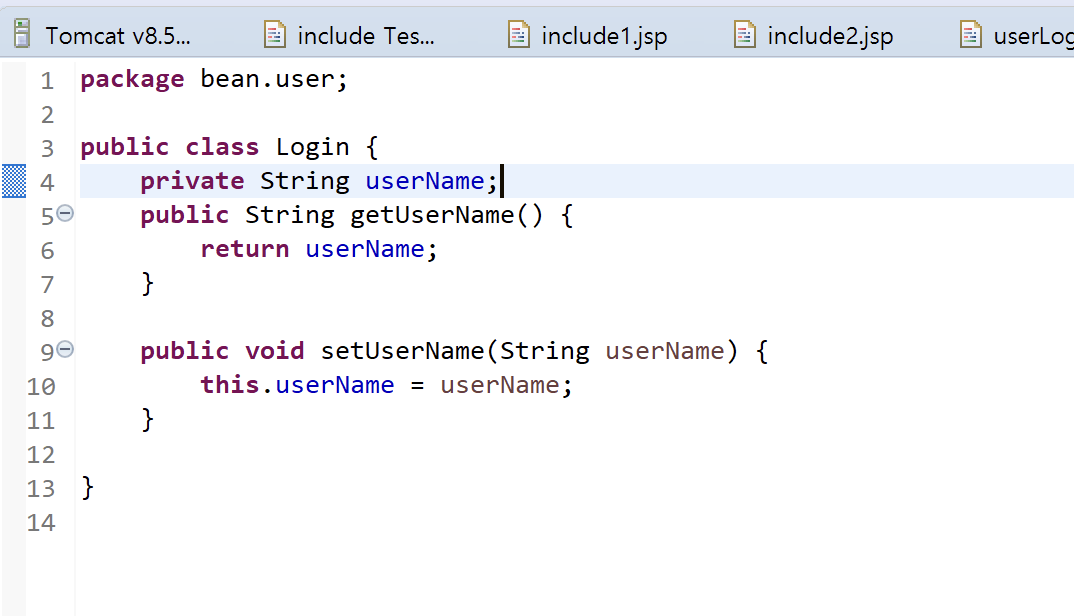 Tomcat v8.5... include Tes... include1.jsp include2.jsp userLog
1 package bean.user;
2
3 public class Login {
4     private String userName;
5     public String getUserName() {
6         return userName;
7     }
8
9     public void setUserName(String userName) {
10         this.userName = userName;
11     }
12
13 }
14